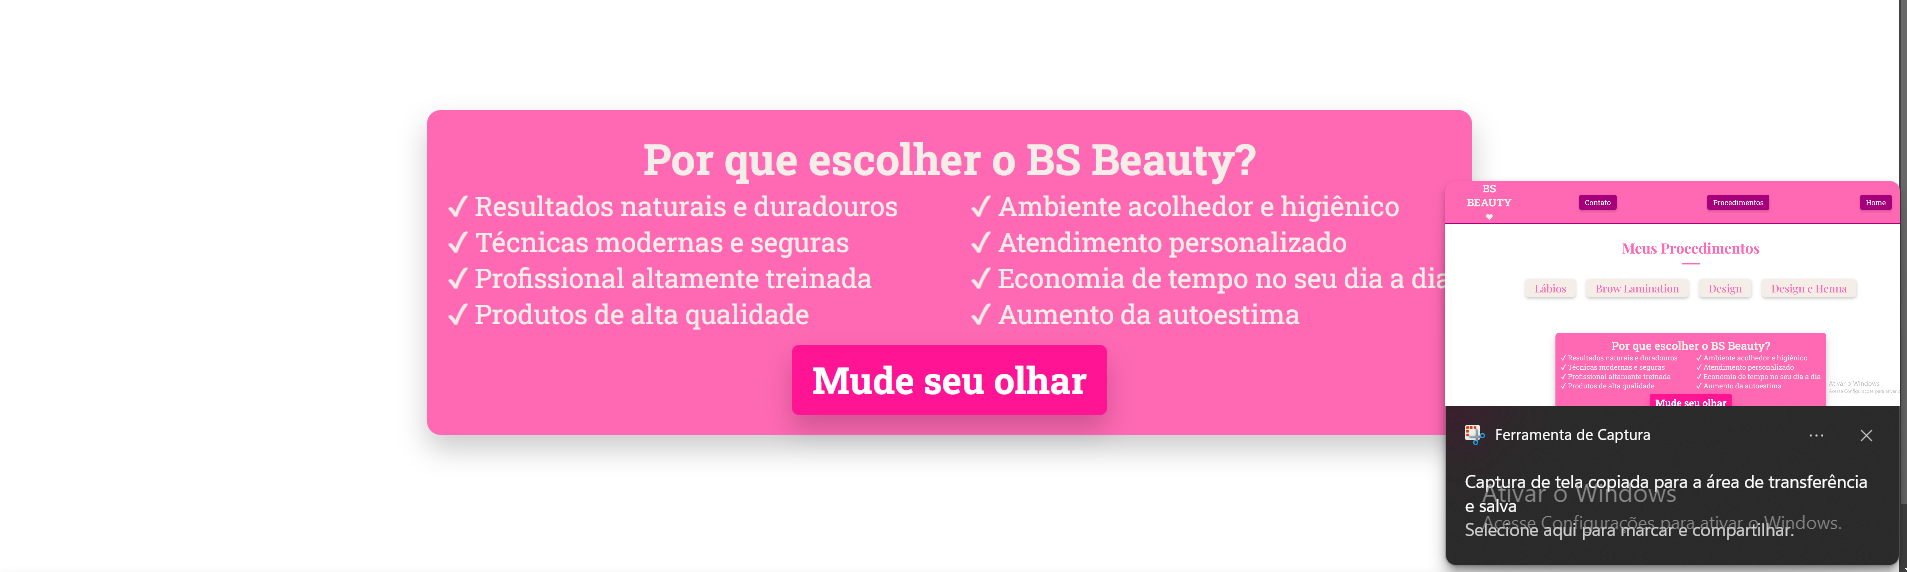 Por que escolher o BS Beauty?
✓ Resultados naturais e duradouros
✓ Técnicas modernas e seguras
✓ Profissional altamente treinada
✓ Produtos de alta qualidade
✓ Ambiente acolhedor e higiênico
✓ Atendimento personalizado
✓ Economia de tempo no seu dia a dia
✓ Aumento da autoestima
Mude seu olhar
BS
BEAUTY
Contato
Procedimentos
Home
Meus Procedimentos
Lábios
Brow Lamination
Design
Design e Henna
Por que escolher o BS Beauty?
✓ Resultados naturais e duradouros
✓ Técnicas modernas e seguras
✓ Profissional altamente treinada
✓ Produtos de alta qualidade
✓ Ambiente acolhedor e higiênico
✓ Atendimento personalizado
✓ Economia de tempo no seu dia a dia
✓ Aumento da autoestima
Mude seu olhar
Ativar o Windows
Ferramenta de Captura
Captura de tela copiada para a área de transferência
e salva
Selecione aqui para marcar e compartilhar.
Ativar o Windows
Acesse Configurações para ativar o Windows.